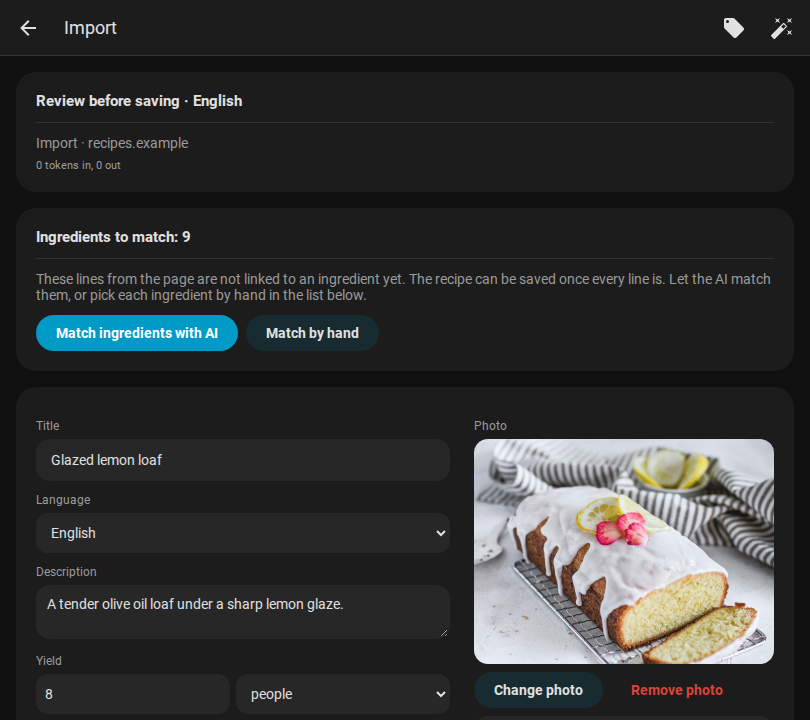 Import
Review before saving · English
Import · recipes.example
0 tokens in, 0 out
Ingredients to match: 9
These lines from the page are not linked to an ingredient yet. The recipe can be saved once every line is. Let the AI match
them, or pick each ingredient by hand in the list below.
Match ingredients with AI
Match by hand
Title
Glazed lemon loaf
Language
English
Description
A tender olive oil loaf under a sharp lemon glaze.
Yield
8
people
Photo
Change photo
Remove photo